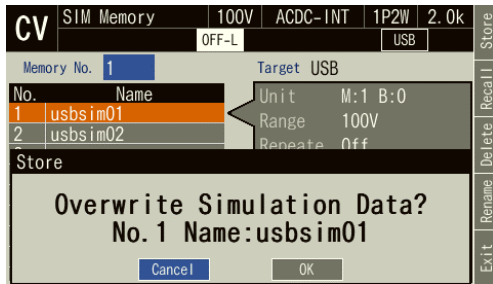 CV SIM Memory 100V ACDC-INT 1P2W 2.0k
OFF-L USB
Memory No. 1 Target USB
No. Name
1 usbsim01
2 usbsim02
Unit M:1 B:0
Range 100V
Repeate Off
Store
Overwrite Simulation Data?
No.1 Name:usbsim01
Cancel OK
Store
Recall
Delete
Rename
Exit